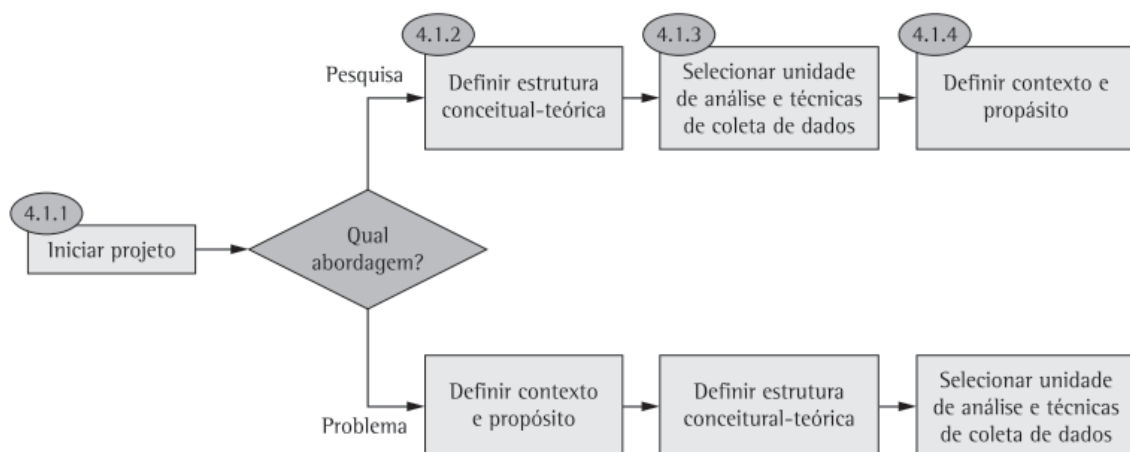 4.1.2
4.1.3
4.1.4
Pesquisa
Definir estrutura
conceitual-teórica
Selecionar unidade
de análise e técnicas
de coleta de dados
Definir contexto e
propásito
4.1.1
Iniciar projeto
Qual
abordagem?
Problema
Definir contexto
e propósito
Definir estrutura
conceitural-teórica
Selecionar unidade
de análise e técnicas
de coleta de dados